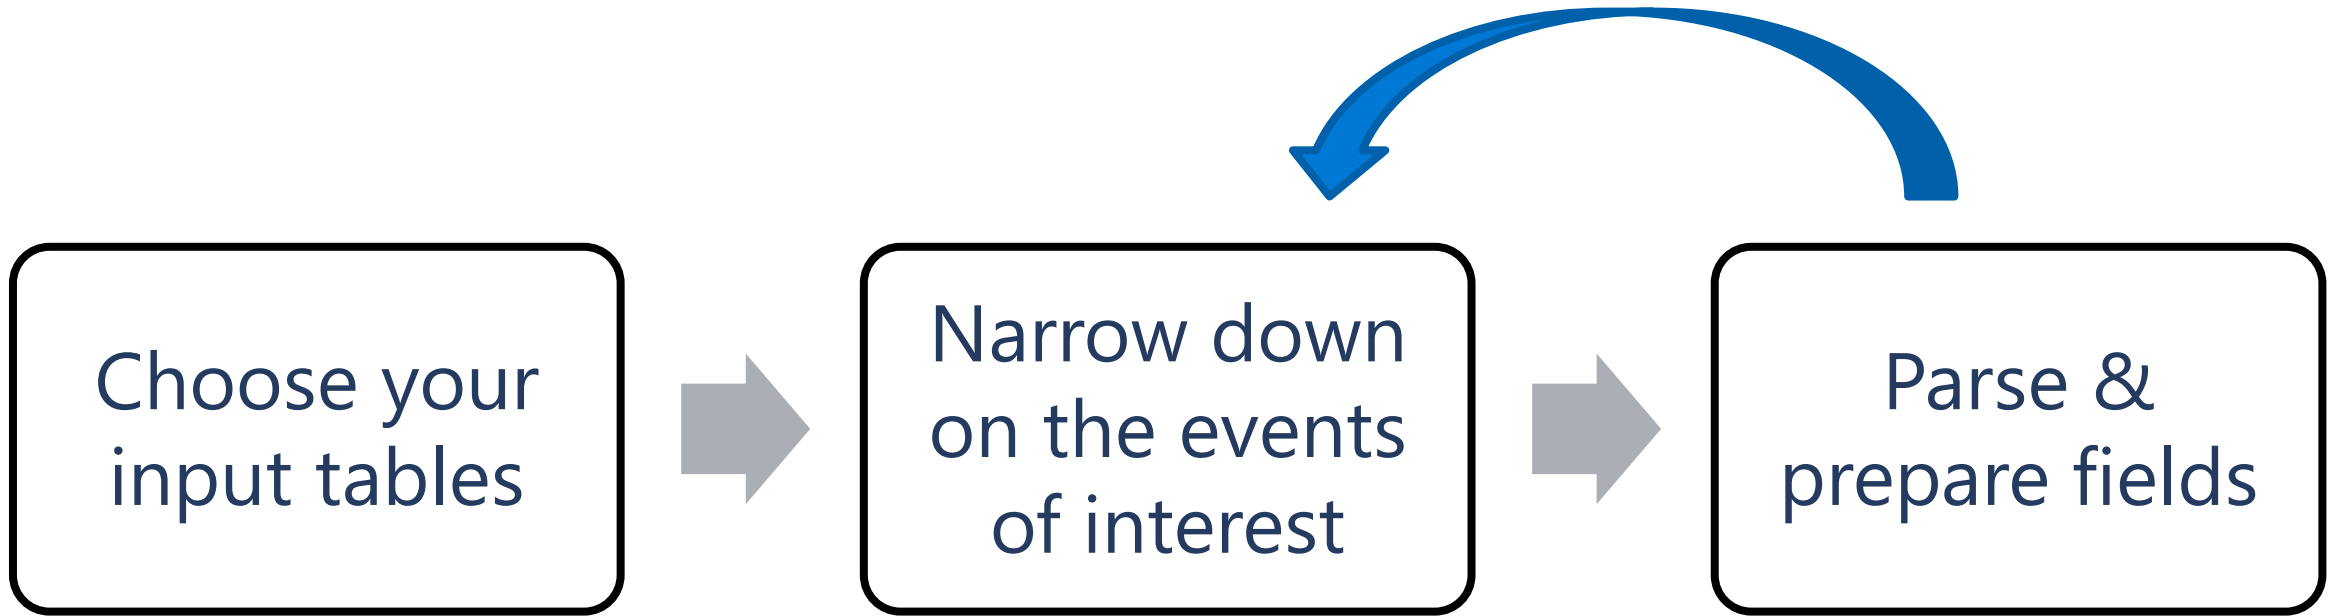 Choose your
input tables
Narrow down
on the events
of interest
Parse &
prepare fields